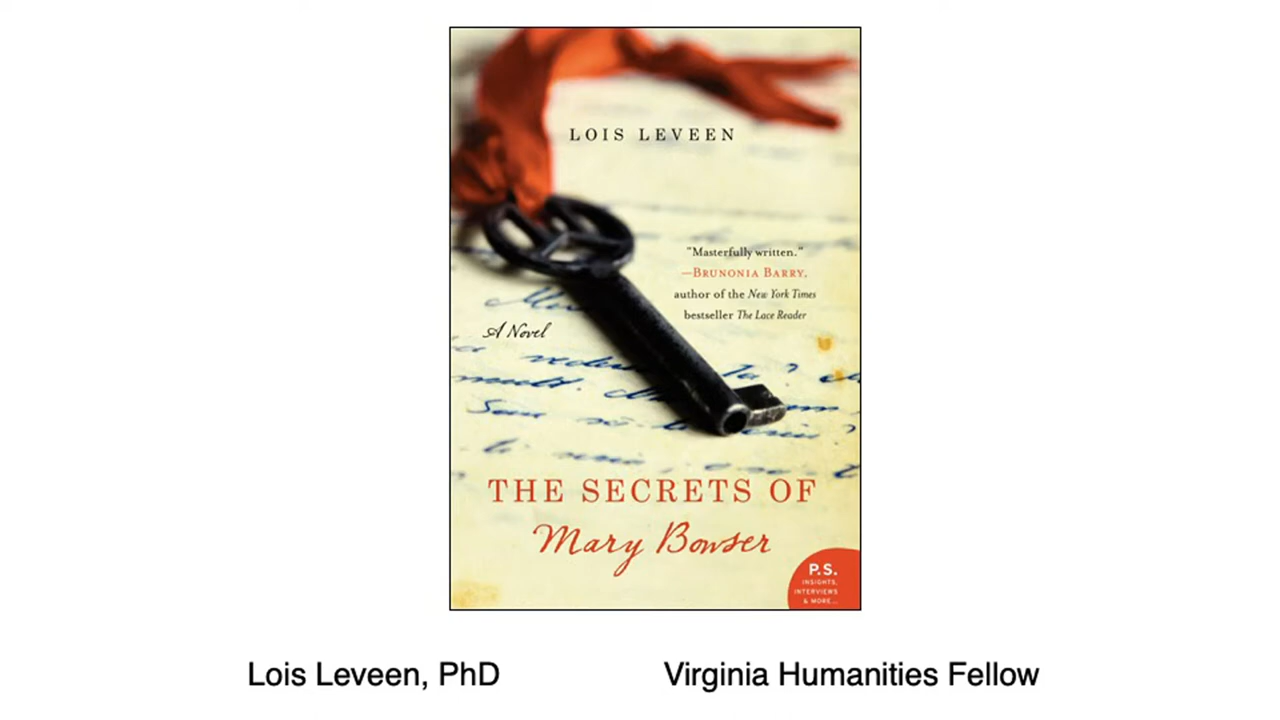 LOIS LEVEEN
"Masterfully written."
—BRUNONIA BARRY,
author of the New York Times
bestseller The Lace Reader
A Novel
THE SECRETS OF
Mary Bowser
P.S.
INSIGHTS,
INTERVIEWS
& MORE...
Lois Leveen, PhD
Virginia Humanities Fellow